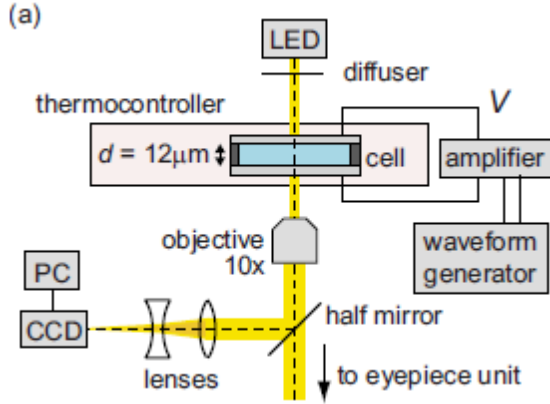 (a)
LED
diffuser
thermocontroller
V
d = 12μm
cell
amplifier
objective
10x
waveform
generator
PC
CCD
half mirror
lenses
to eyepiece unit